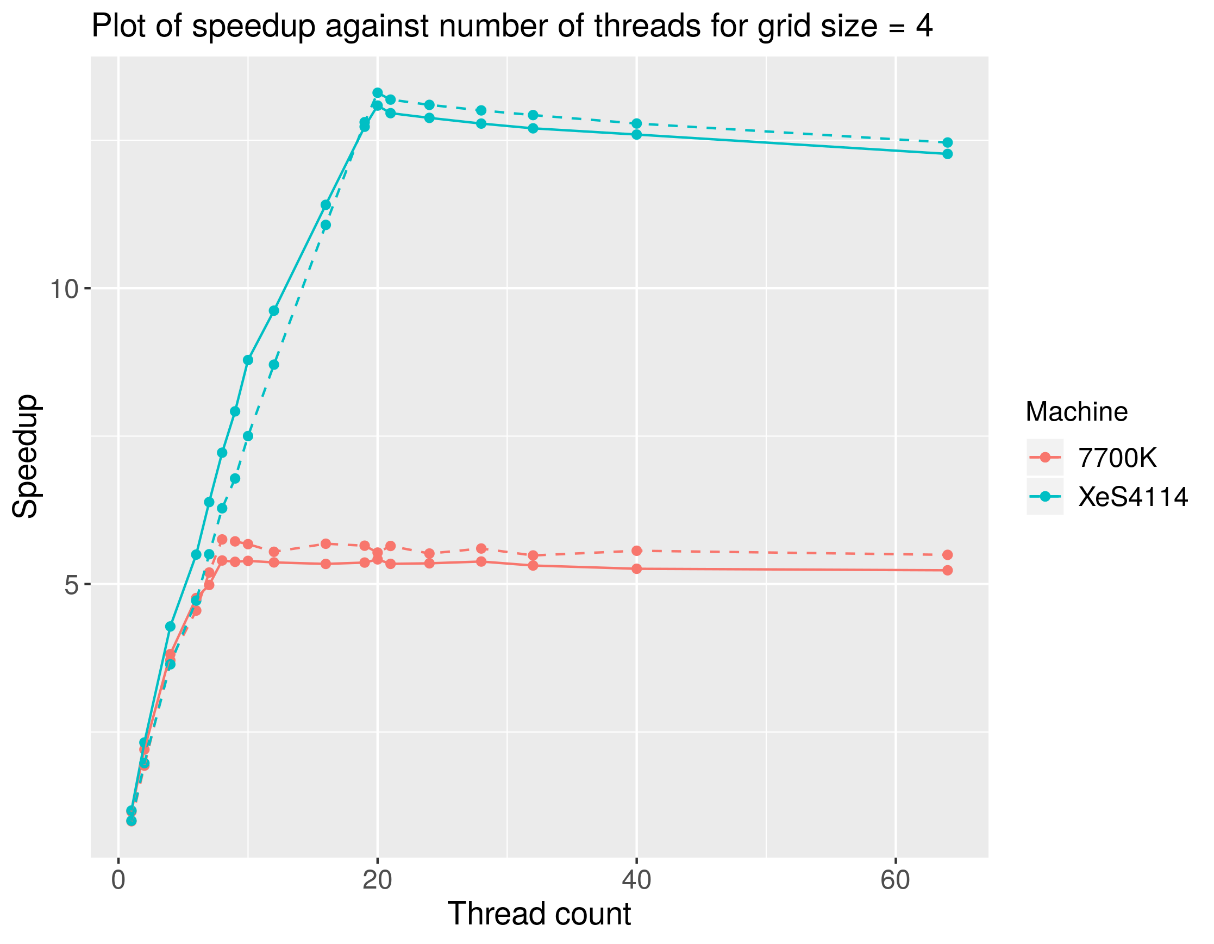 Plot of speedup against number of threads for grid size = 4
10
5
Speedup
0 20 40 60
Thread count
Machine
7700K
XeS4114